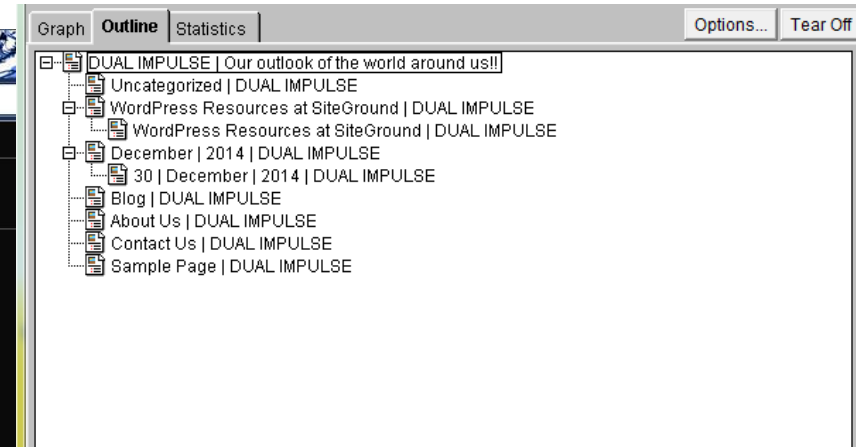 Graph Outline Statistics Options... Tear Off
DUAL IMPULSE | Our outlook of the world around us!!
Uncategorized | DUAL IMPULSE
WordPress Resources at SiteGround | DUAL IMPULSE
WordPress Resources at SiteGround | DUAL IMPULSE
December | 2014 | DUAL IMPULSE
30 | December | 2014 | DUAL IMPULSE
Blog | DUAL IMPULSE
About Us | DUAL IMPULSE
Contact Us | DUAL IMPULSE
Sample Page | DUAL IMPULSE